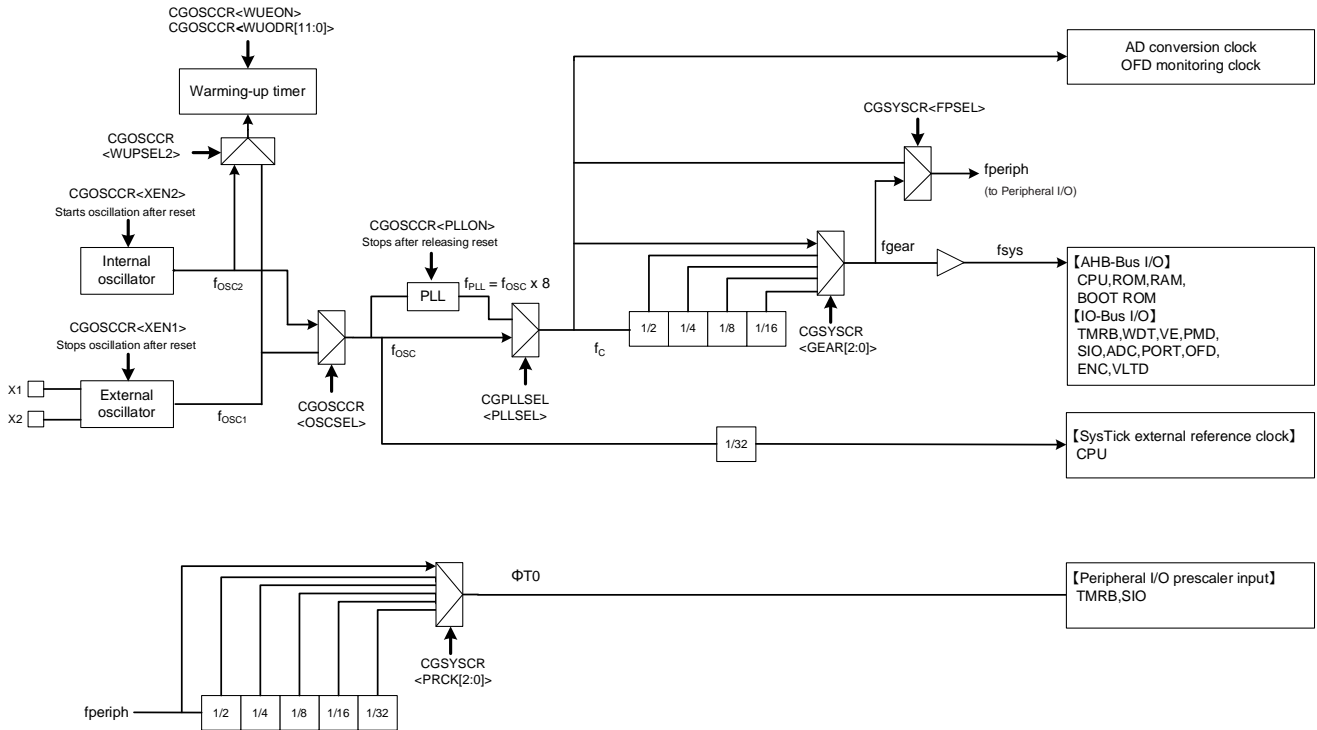 CGOSCCR<WUEON>
CGOSCCR<WUODR[11:0]>
Warming-up timer
CGOSCCR
<WUPSEL2>
CGOSCCR<XEN2>
Starts oscillation after reset
Internal
oscillator
fOSC2
CGOSCCR<XEN1>
Stops oscillation after reset
X1
X2
External
oscillator
fOSC1
CGOSCCR
<OSCSEL>
CGOSCCR<PLLON>
Stops after releasing reset
PLL
fPLL = fOSC x 8
fOSC
CGPLLSEL
<PLLSEL>
fC
1/2
1/4
1/8
1/16
CGSYSCR
<GEAR[2:0]>
CGSYSCR<FPSEL>
fperiph
(to Peripheral I/O)
fgear
fsys
AD conversion clock
OFD monitoring clock
【AHB-Bus I/O】
CPU,ROM,RAM,
BOOT ROM
【IO-Bus I/O】
TMRB,WDT,VE,PMD,
SIO,ADC,PORT,OFD,
ENC,VLTD
1/32
【SysTick external reference clock】
CPU
ΦT0
【Peripheral I/O prescaler input】
TMRB,SIO
CGSYSCR
<PRCK[2:0]>
fperiph
1/2
1/4
1/8
1/16
1/32